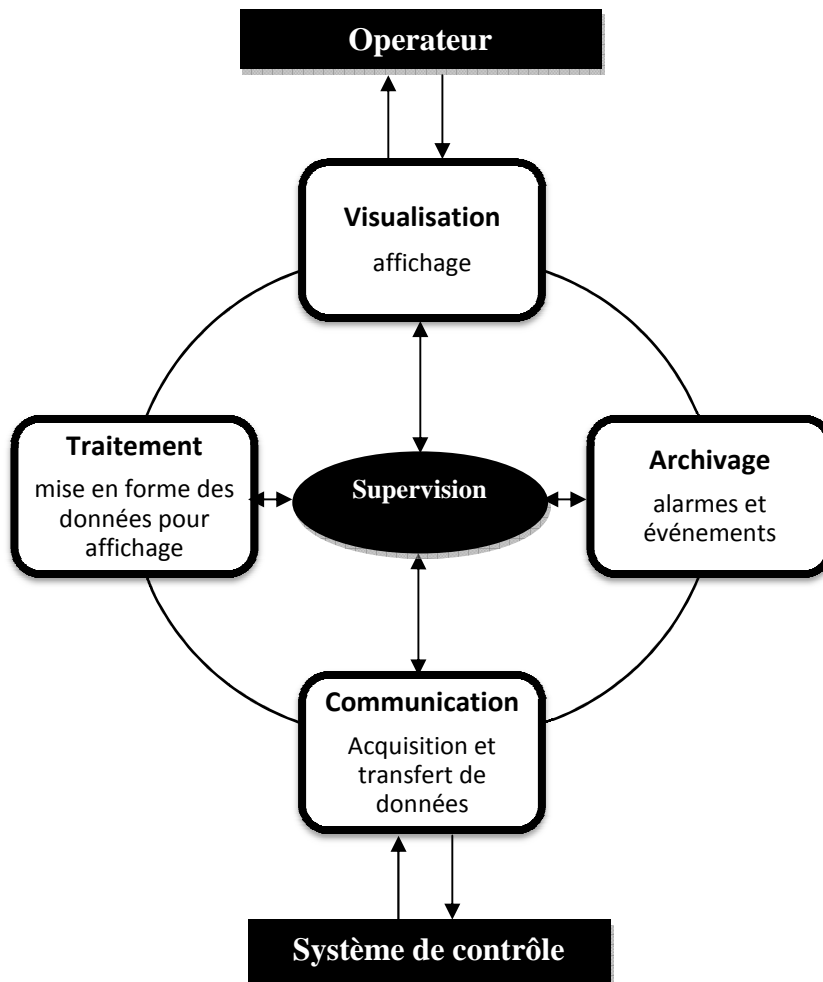 Operateur
Visualisation
affichage
Traitement
mise en forme des
données pour
affichage
Supervision
Archivage
alarmes et
événements
Communication
Acquisition et
transfert de
données
Système de contrôle